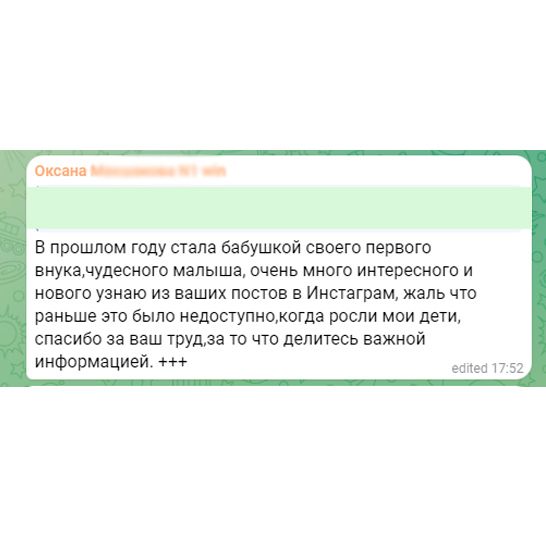 Оксана
В прошлом году стала бабушкой своего первого
внука,чудесного малыша, очень много интересного и
нового узнаю из ваших постов в Инстаграм, жаль что
раньше это было недоступно,когда росли мои дети,
спасибо за ваш труд,за то что делитесь важной
информацией. +++
edited 17:52